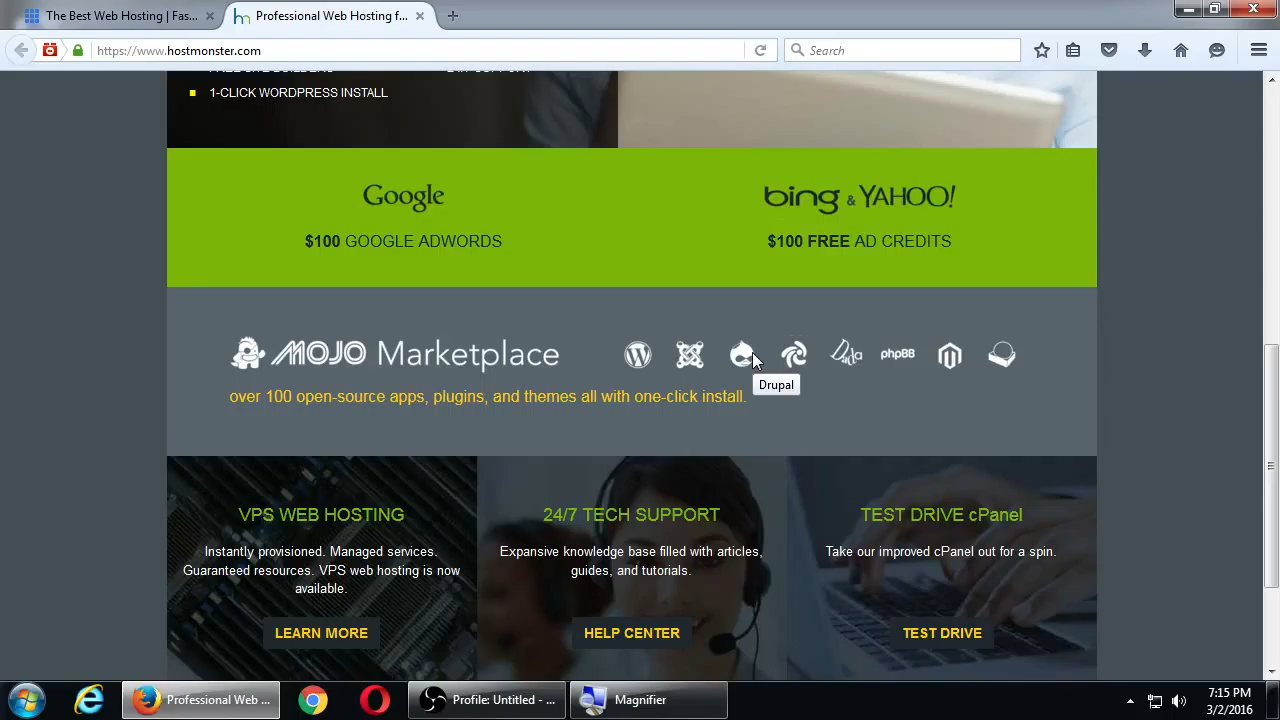 The Best Web Hosting | Fas...
Professional Web Hosting f...
https://www.hostmonster.com
Search
1-CLICK WORDPRESS INSTALL
Google
$100 GOOGLE ADWORDS
bing & YAHOO!
$100 FREE AD CREDITS
MOJO Marketplace
phpBB
Drupal
over 100 open-source apps, plugins, and themes all with one-click install.
VPS WEB HOSTING
Instantly provisioned. Managed services.
Guaranteed resources. VPS web hosting is now
available.
LEARN MORE
24/7 TECH SUPPORT
Expansive knowledge base filled with articles,
guides, and tutorials.
HELP CENTER
TEST DRIVE cPanel
Take our improved cPanel out for a spin.
TEST DRIVE
Professional Web ...
Profile: Untitled - ...
Magnifier
7:15 PM
3/2/2016